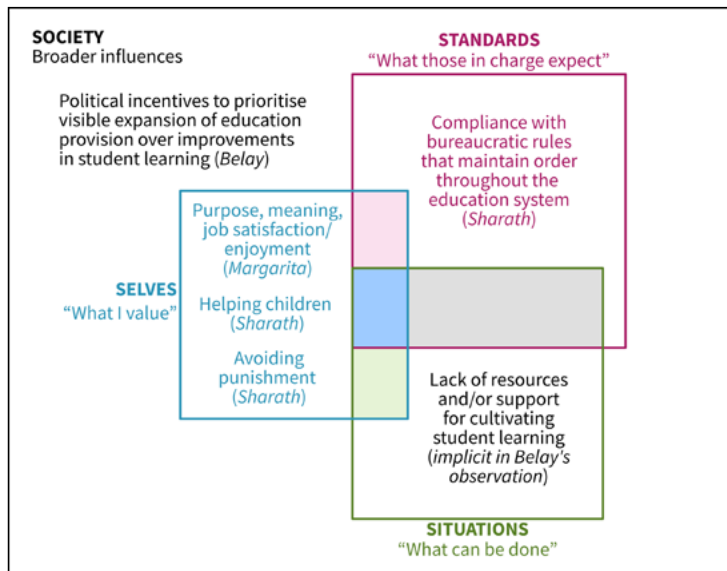 SOCIETY
Broader influences
Political incentives to prioritise
visible expansion of education
provision over improvements
in student learning (Belay)
STANDARDS
“What those in charge expect”
Compliance with
bureaucratic rules
that maintain order
throughout the
education system
(Sharath)
SELVES
“What I value”
Purpose, meaning,
job satisfaction/
enjoyment
(Margarita)
Helping children
(Sharath)
Avoiding
punishment
(Sharath)
Lack of resources
and/or support
for cultivating
student learning
(implicit in Belay's
observation)
SITUATIONS
“What can be done”